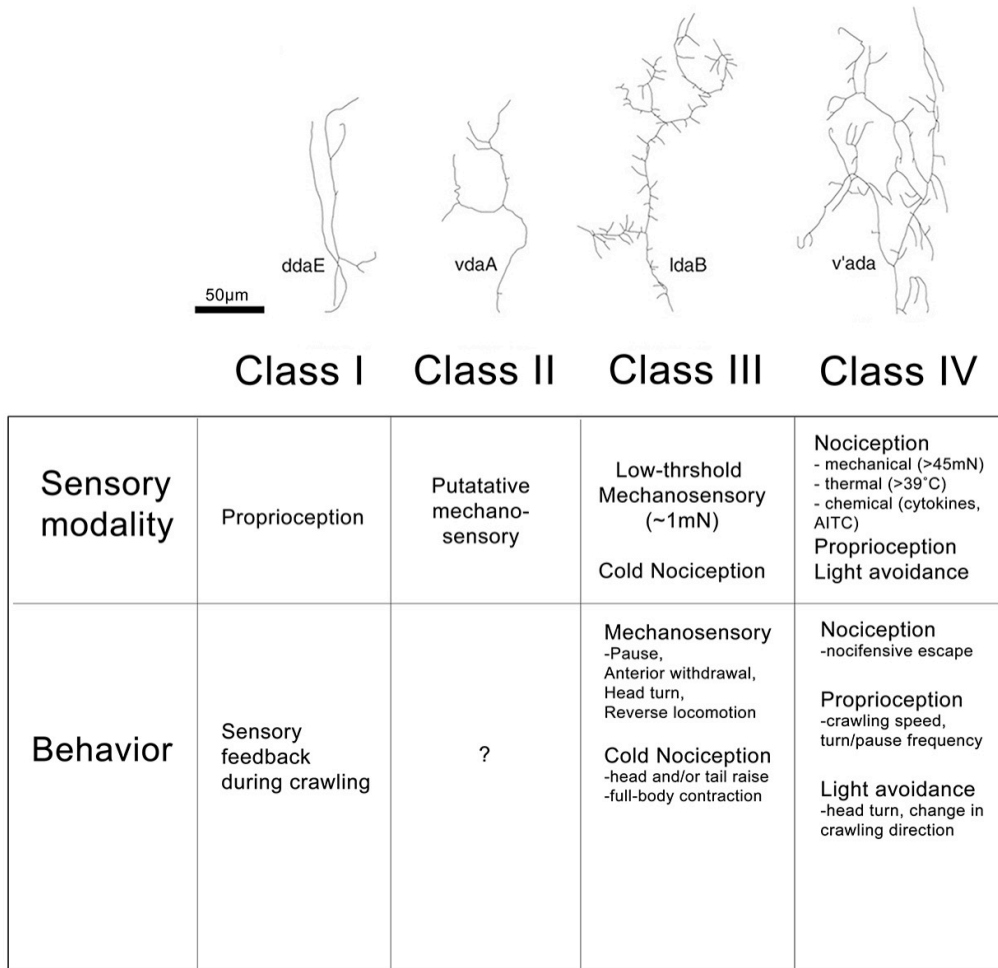 ddaE
vdaA
ldaB
v'ada
50µm
Class I
Class II
Class III
Class IV
Sensory
modality
Proprioception
Putatative
mechano-
sensory
Low-thrshold
Mechanosensory
(~1mN)
Cold Nociception
Nociception
- mechanical (>45mN)
- thermal (>39˚C)
- chemical (cytokines,
AITC)
Proprioception
Light avoidance
Behavior
Sensory
feedback
during crawling
?
Mechanosensory
-Pause,
Anterior withdrawal,
Head turn,
Reverse locomotion
Cold Nociception
-head and/or tail raise
-full-body contraction
Nociception
-nocifensive escape
Proprioception
-crawling speed,
turn/pause frequency
Light avoidance
-head turn, change in
crawling direction